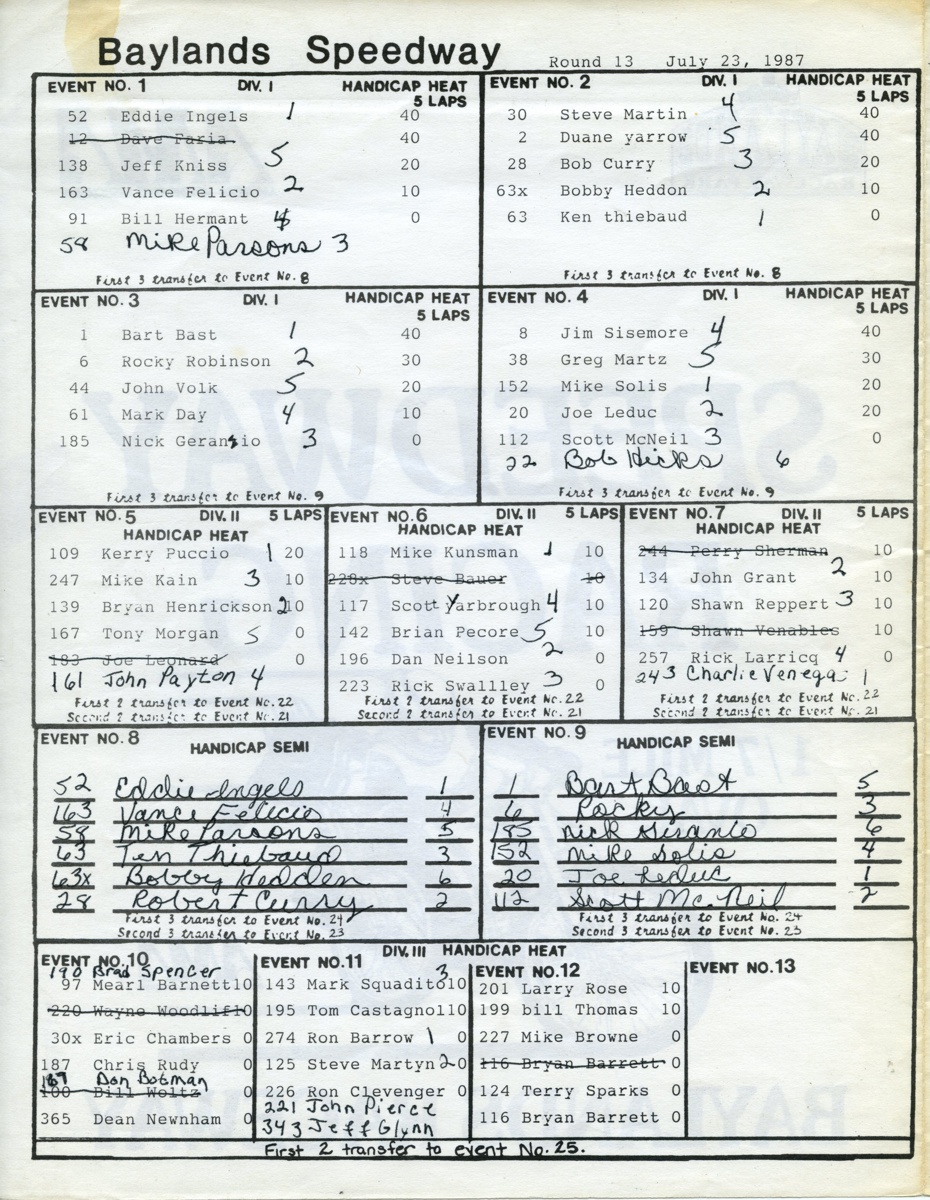 Baylands Speedway Round 13 July 23, 1987
EVENT NO. 1 DIV. I HANDICAP HEAT
5 LAPS
52 Eddie Ingels 1 40
12 Dave Faria 40
138 Jeff Kniss 5 20
163 Vance Felicio 2 10
91 Bill Hermant 4 0
58 Mike Parsons 3
First 3 transfer to Event No. 8
EVENT NO. 2 DIV. I HANDICAP HEAT
5 LAPS
30 Steve Martin 4 40
2 Duane yarrow 5 40
28 Bob Curry 3 20
63x Bobby Heddon 2 10
63 Ken thiebaud 1 0
First 3 transfer to Event No. 8
EVENT NO. 3 DIV. I HANDICAP HEAT
5 LAPS
1 Bart Bast 1 40
6 Rocky Robinson 2 30
44 John Volk 5 20
61 Mark Day 4 10
185 Nick Geransio 3 0
First 3 transfer to Event No. 9
EVENT NO. 4 DIV. I HANDICAP HEAT
5 LAPS
8 Jim Sisemore 4 40
38 Greg Martz 5 30
152 Mike Solis 1 20
20 Joe Leduc 2 20
112 Scott McNeil 3 0
22 Bob Hicks 6
First 3 transfer to Event No. 9
EVENT NO. 5 DIV. II 5 LAPS
HANDICAP HEAT
109 Kerry Puccio 1 20
247 Mike Kain 3 10
139 Bryan Henrickson 2 10
167 Tony Morgan 5 0
183 Joe Leonard 0
161 John Payton 4
First 2 transfer to Event No. 22
Second 2 transfer to Event No. 21
EVENT NO. 6 DIV. II 5 LAPS
HANDICAP HEAT
118 Mike Kunsman 1 10
228x Steve Bauer 10
117 Scott Yarbrough 4 10
142 Brian Pecore 5 10
196 Dan Neilson 2 0
223 Rick Swallley 3 0
First 2 transfer to Event No. 22
Second 2 transfer to Event No. 21
EVENT NO. 7 DIV. II 5 LAPS
HANDICAP HEAT
244 Perry Sherman 10
134 John Grant 2 10
120 Shawn Reppert 3 10
159 Shawn Venables 10
257 Rick Larricq 4 0
243 Charlie Venega 1
First 2 transfer to Event No. 22
Second 2 transfer to Event No. 21
EVENT NO. 8
HANDICAP SEMI
52 Eddie Ingels 1
163 Vance Felicio 4
58 Mike Parsons 5
63 Ten Thiebaud 3
63x Bobby Hedden 6
28 Robert Curry 2
First 3 transfer to Event No. 24
Second 3 transfer to Event No. 23
EVENT NO. 9
HANDICAP SEMI
1 Bart Bast 5
6 Rocky 3
185 Nick 6
152 Mike Solis 4
20 Joe Leduc 1
112 Scott McNeil 2
First 3 transfer to Event No. 24
Second 3 transfer to Event No. 23
DIV. III HANDICAP HEAT
EVENT NO. 10
190 Brad Spencer
97 Mearl Barnett 10
220 Wayne Woodliff 10
30x Eric Chambers 0
187 Chris Rudy 0
Don Botman
100 Bill Woltz 0
365 Dean Newnham 0
EVENT NO. 11
143 Mark Squadito 3 10
195 Tom Castagnol 10
274 Ron Barrow 1 0
125 Steve Martyn 2 0
226 Ron Clevenger 0
221 John Pierce
343 Jeff Glynn
EVENT NO. 12
201 Larry Rose 10
199 bill Thomas 10
227 Mike Browne 0
116 Bryan Barrett 0
124 Terry Sparks 0
116 Bryan Barrett 0
EVENT NO. 13
First 2 transfer to event No. 25.